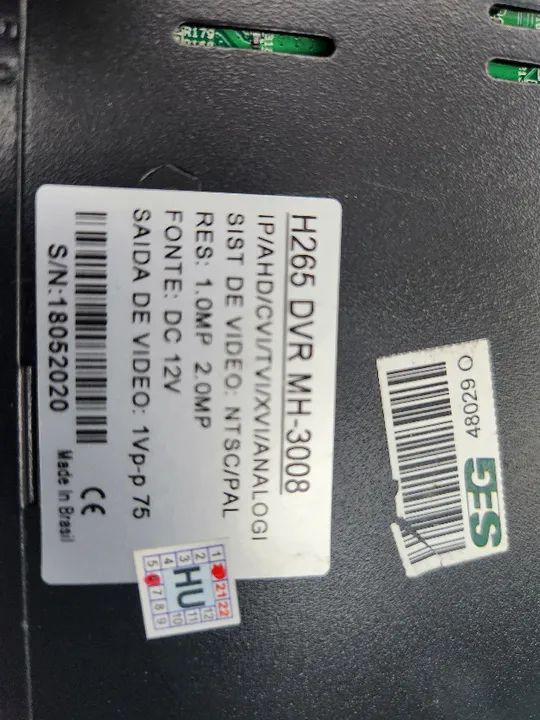 H265 DVR MH-3008
IP/AHD/CVI/TVI/XVI/ANALOGI
SIST DE VIDEO: NTSC/PAL
RES: 1.0MP 2.0MP
FONTE: DC 12V
SAIDA DE VIDEO: 1Vp-p 75
CE
Made In Brasil
S/N:18052020
48029 O
HU
21 22
1 2 3 4 5
7 8 9 10 11 12
R179